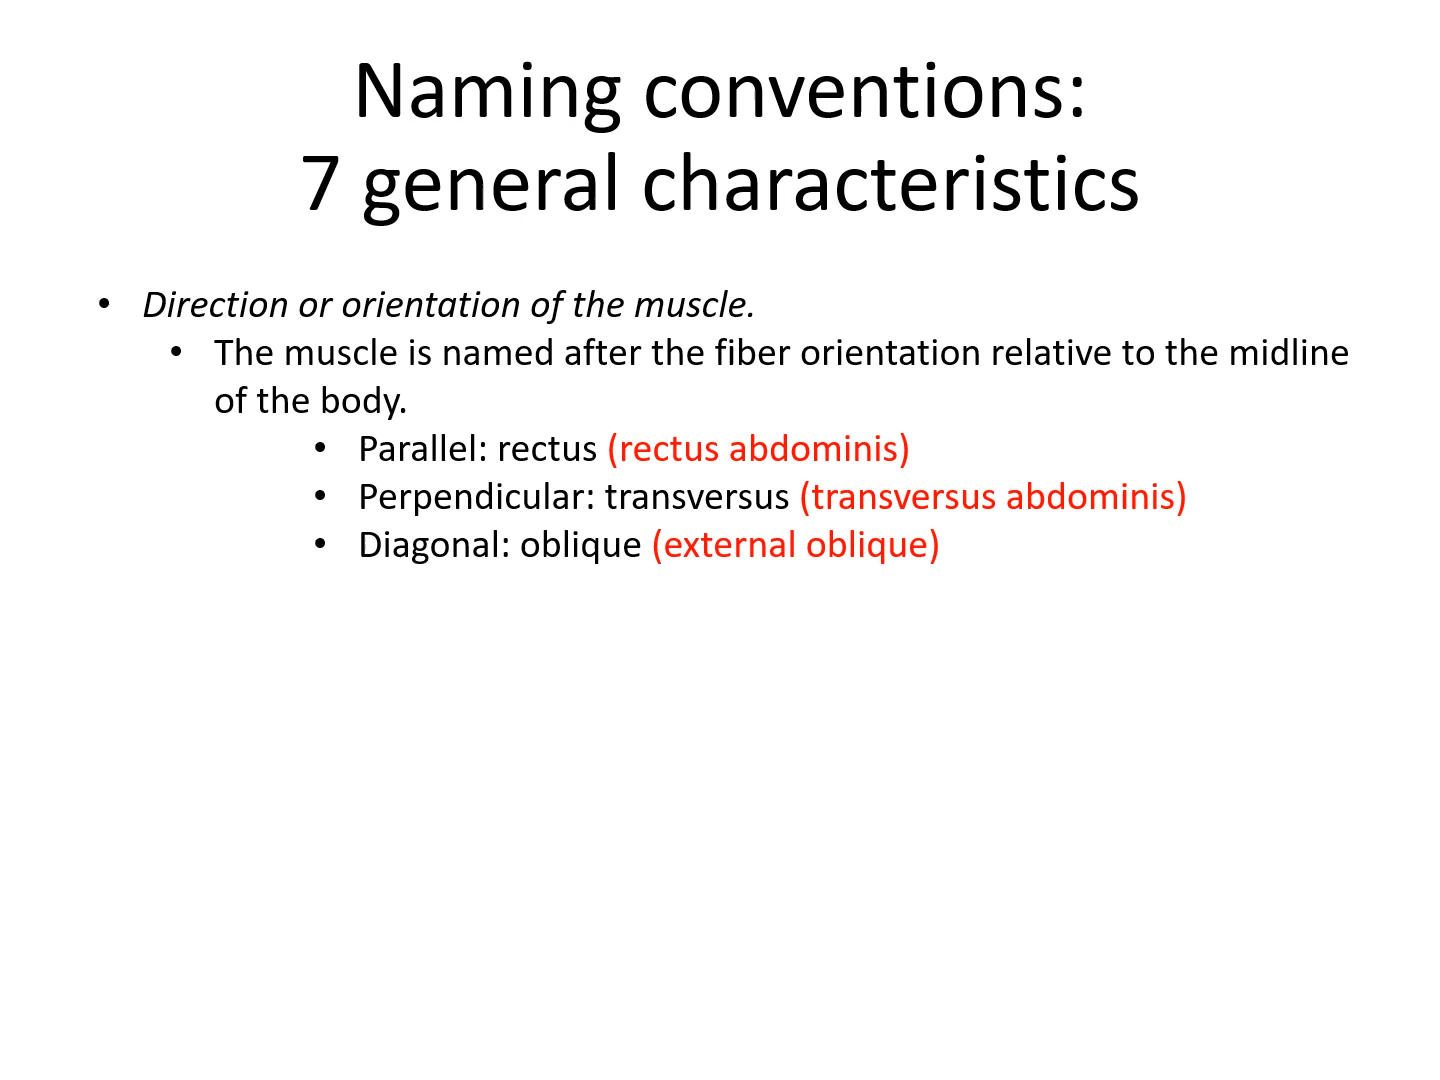 Naming conventions:
7 general characteristics
• Direction or orientation of the muscle.
• The muscle is named after the fiber orientation relative to the midline
of the body.
• Parallel: rectus (rectus abdominis)
• Perpendicular: transversus (transversus abdominis)
• Diagonal: oblique (external oblique)